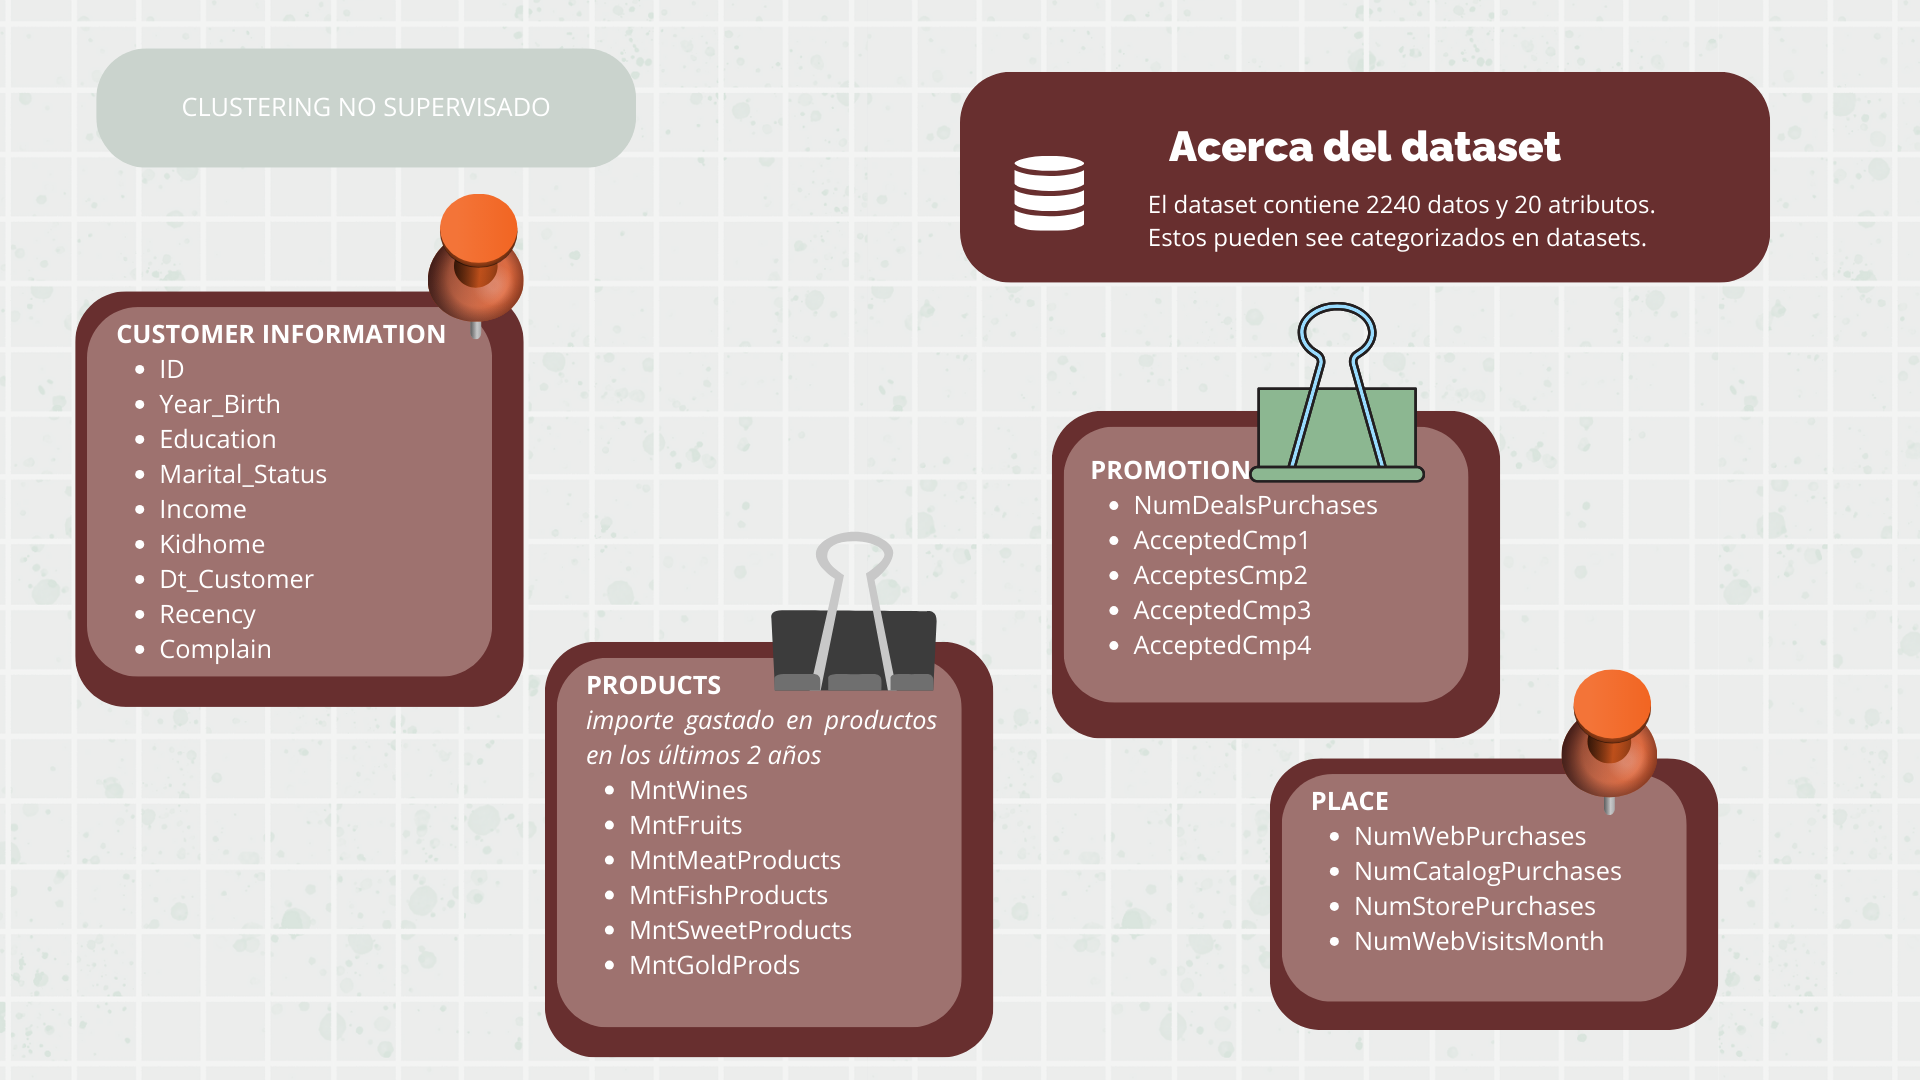 CLUSTERING NO SUPERVISADO
Acerca del dataset
El dataset contiene 2240 datos y 20 atributos.
Estos pueden see categorizados en datasets.
CUSTOMER INFORMATION
ID
Year_Birth
Education
Marital_Status
Income
Kidhome
Dt_Customer
Recency
Complain
PRODUCTS
importe gastado en productos
en los últimos 2 años
MntWines
MntFruits
MntMeatProducts
MntFishProducts
MntSweetProducts
MntGoldProds
PROMOTION
NumDealsPurchases
AcceptedCmp1
AcceptesCmp2
AcceptedCmp3
AcceptedCmp4
PLACE
NumWebPurchases
NumCatalogPurchases
NumStorePurchases
NumWebVisitsMonth